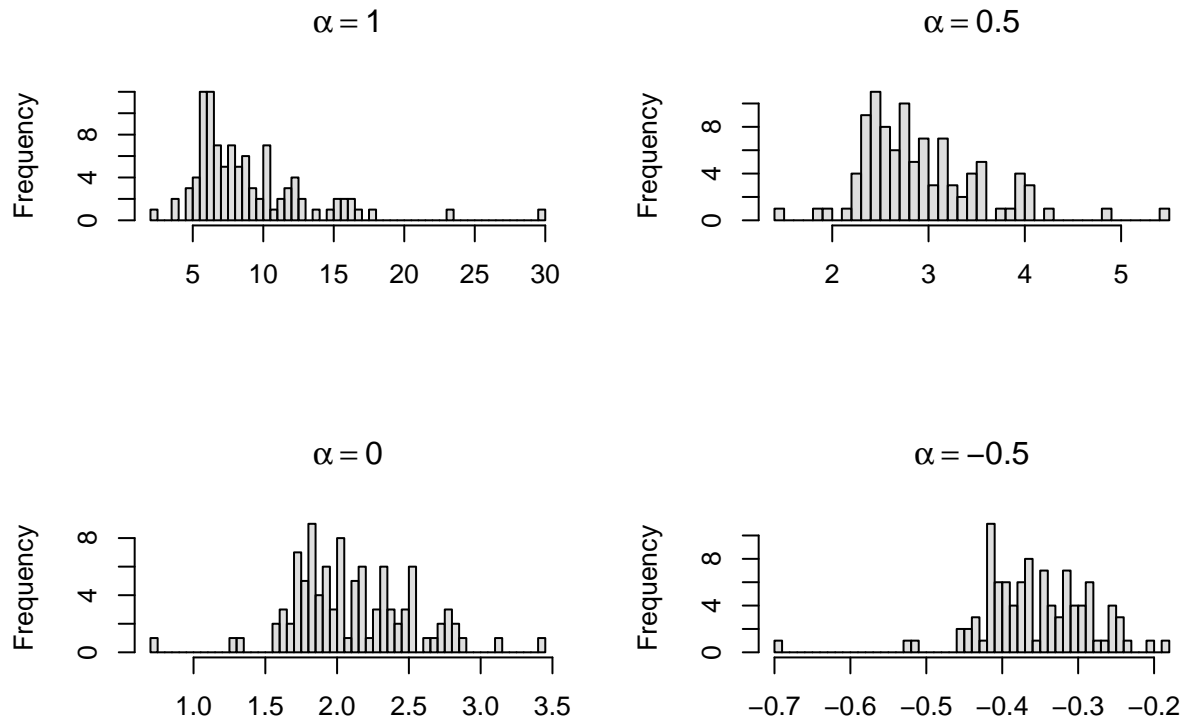 α = 1
Frequency
0 4 8
5 10 15 20 25 30
α = 0.5
Frequency
0 4 8
2 3 4 5
α = 0
Frequency
0 4 8
1.0 1.5 2.0 2.5 3.0 3.5
α = −0.5
Frequency
0 4 8
−0.7 −0.6 −0.5 −0.4 −0.3 −0.2